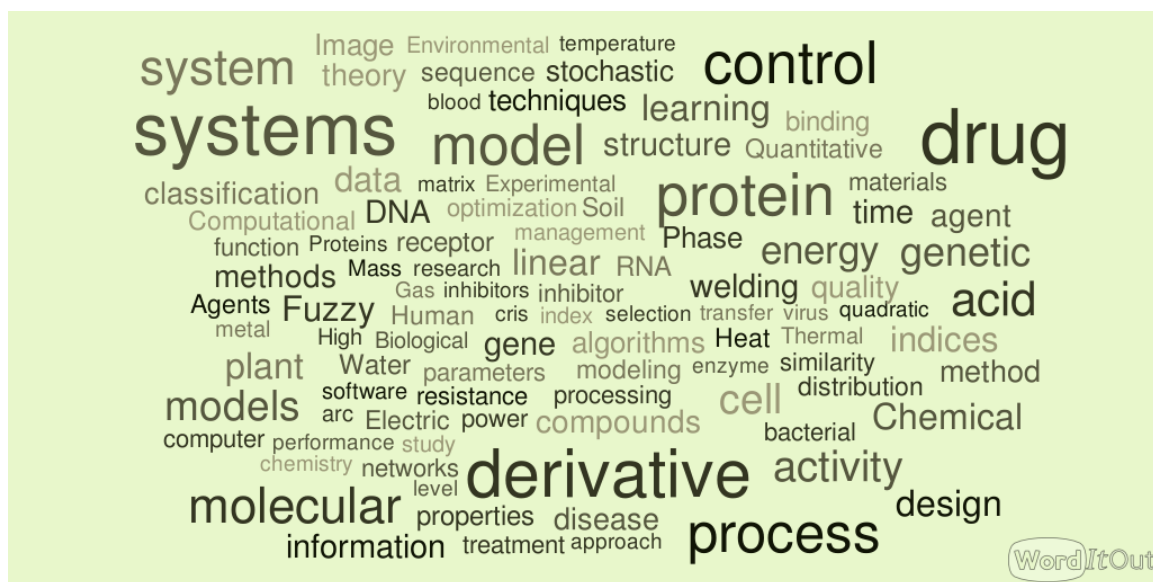 system Image Environmental temperature control
theory sequence stochastic
blood techniques learning binding drug
systems model structure Quantitative
classification data matrix Experimental protein materials
Computational DNA optimization Soil time agent
function Proteins receptor management Phase energy genetic
methods Mass research linear RNA
Agents Fuzzy Gas inhibitors inhibitor welding quality acid
metal Human cris index selection transfer virus quadratic
High Biological gene algorithms Heat Thermal indices
plant Water parameters modeling enzyme similarity method
models software resistance processing cell distribution
arc Electric power compounds Chemical
computer performance study bacterial
chemistry networks derivative activity
molecular level design
properties disease process
information treatment approach
WordItOut